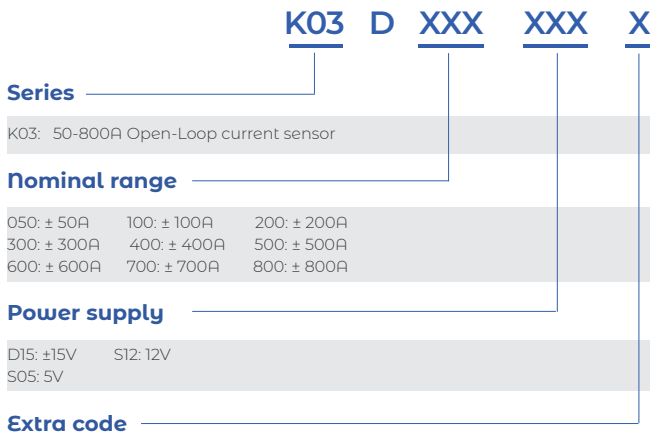 K03 D XXX XXX X
Series
K03: 50-800A Open-Loop current sensor
Nominal range
050: ± 50A 100: ± 100A 200: ± 200A
300: ± 300A 400: ± 400A 500: ± 500A
600: ± 600A 700: ± 700A 800: ± 800A
Power supply
D15: ±15V S12: 12V
S05: 5V
Extra code